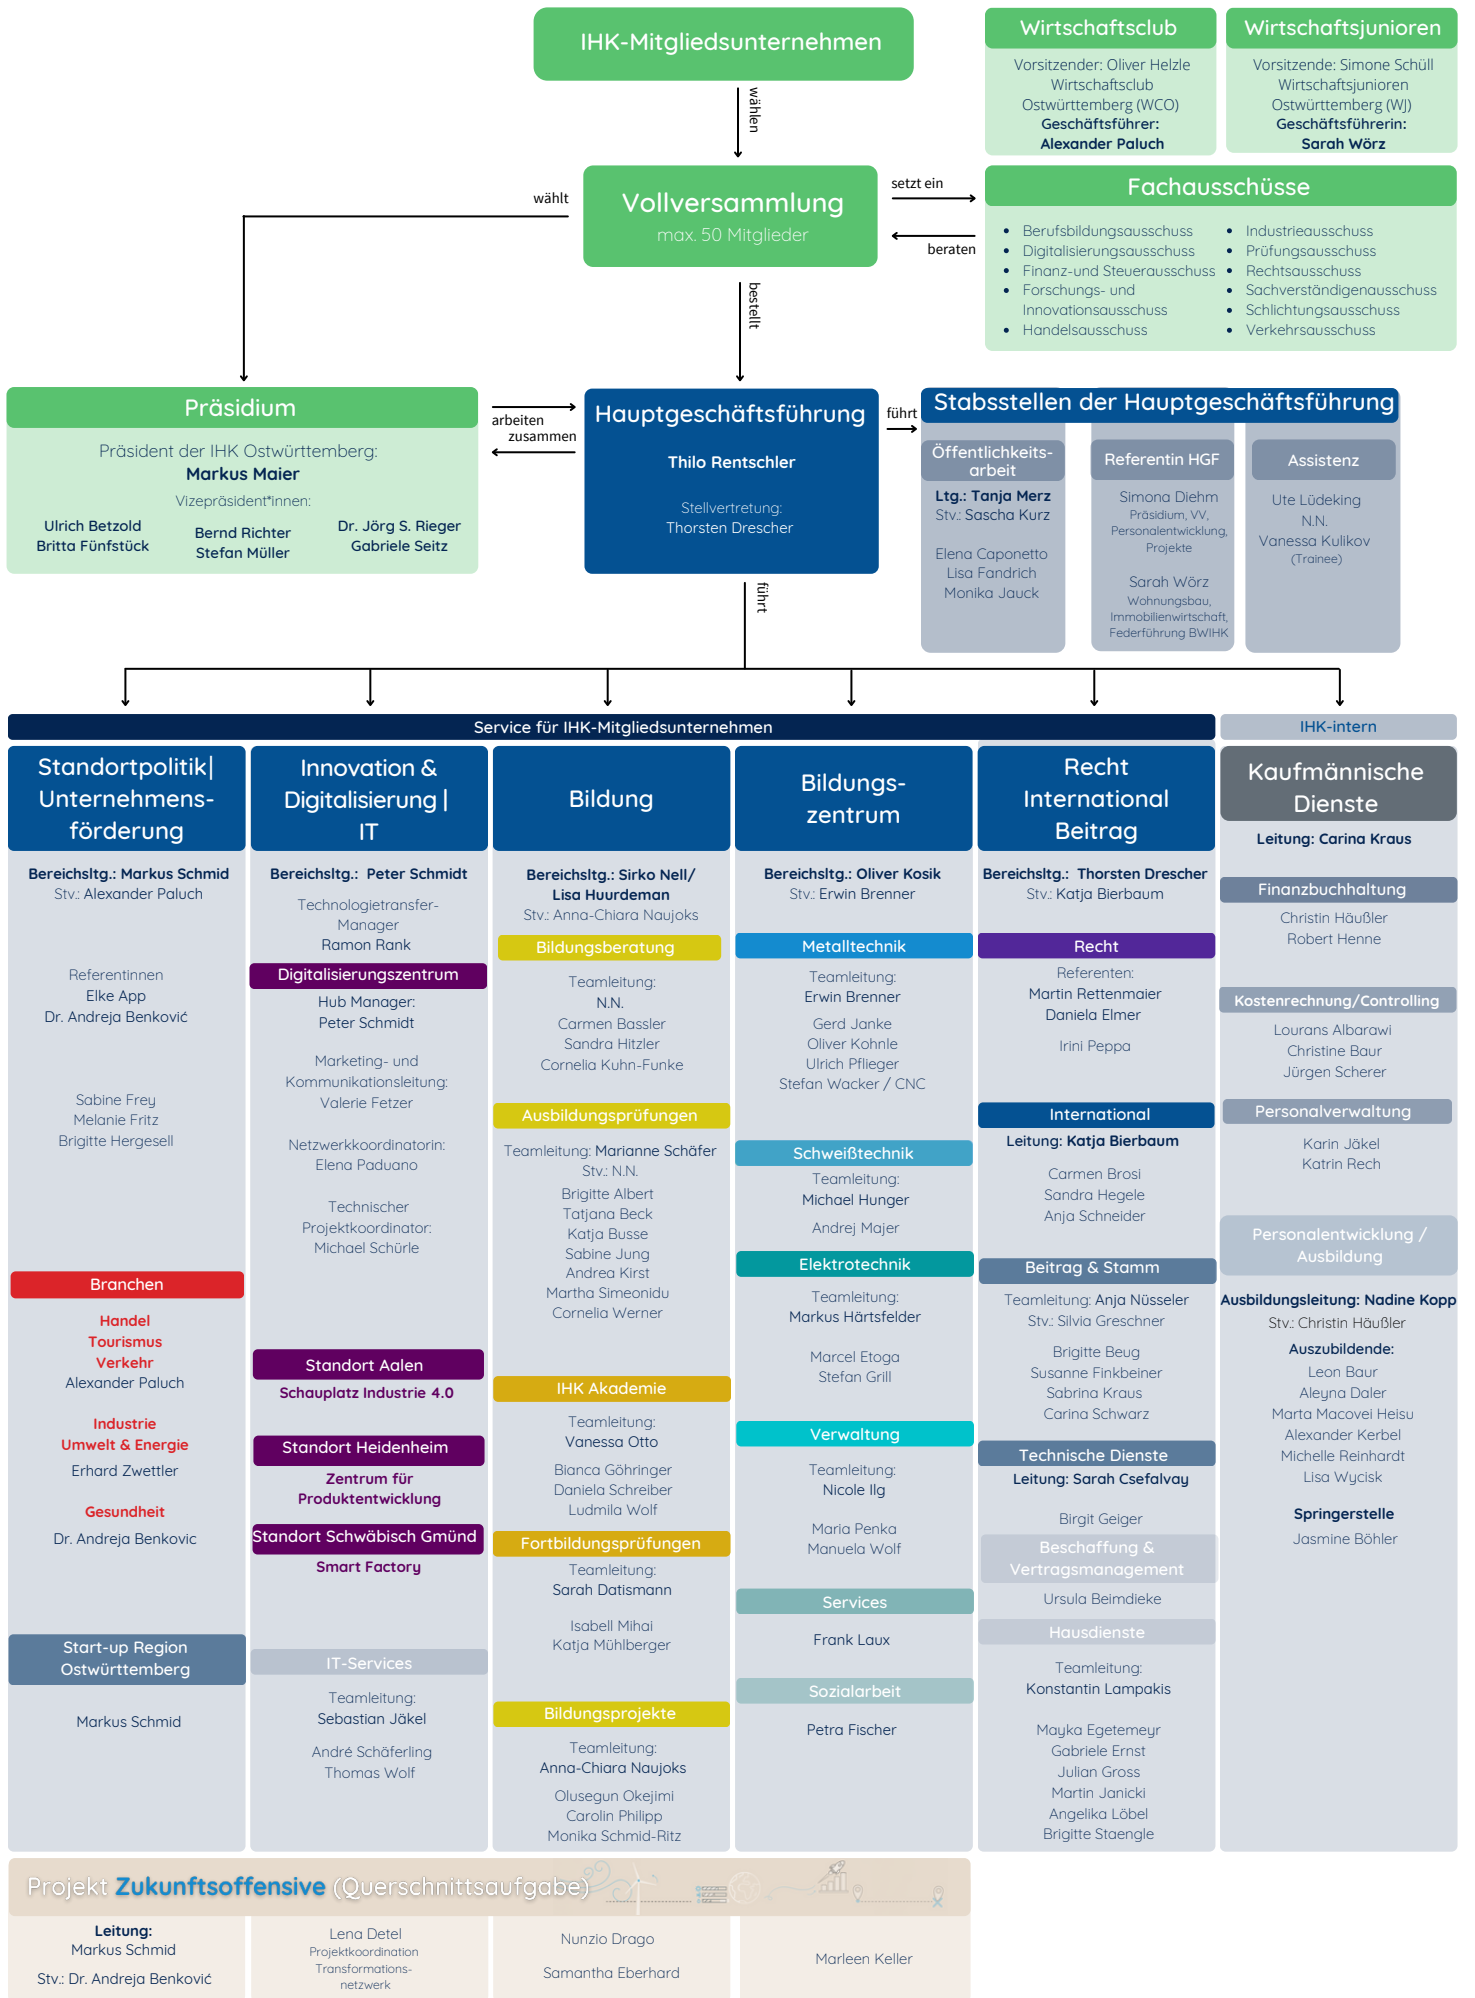 IHK-Mitgliedsunternehmen
wählen
Wirtschaftsclub
Vorsitzender: Oliver Helzle
Wirtschaftsclub
Ostwürttemberg (WCO)
Geschäftsführer:
Alexander Paluch
Wirtschaftsjunioren
Vorsitzende: Simone Schüll
Wirtschaftsjunioren
Ostwürttemberg (WJ)
Geschäftsführerin:
Sarah Wörz
wählt
Vollversammlung
max. 50 Mitglieder
setzt ein
beraten
bestellt
Fachausschüsse
• Berufsbildungsausschuss
• Digitalisierungsausschuss
• Finanz-und Steuerausschuss
• Forschungs- und
Innovationsausschuss
• Handelsausschuss
• Industrieausschuss
• Prüfungsausschuss
• Rechtsausschuss
• Sachverständigenausschuss
• Schlichtungsausschuss
• Verkehrsausschuss
Präsidium
Präsident der IHK Ostwürttemberg:
Markus Maier
Vizepräsident*innen:
Ulrich Betzold
Britta Fünfstück
Bernd Richter
Stefan Müller
Dr. Jörg S. Rieger
Gabriele Seitz
arbeiten
zusammen
Hauptgeschäftsführung
Thilo Rentschler
Stellvertretung:
Thorsten Drescher
führt
führt
Stabsstellen der Hauptgeschäftsführung
Öffentlichkeits-
arbeit
Ltg.: Tanja Merz
Stv.: Sascha Kurz
Elena Caponetto
Lisa Fandrich
Monika Jauck
Referentin HGF
Simona Diehm
Präsidium, VV,
Personalentwicklung,
Projekte
Sarah Wörz
Wohnungsbau,
Immobilienwirtschaft,
Federführung BWIHK
Assistenz
Ute Lüdeking
N.N.
Vanessa Kulikov
(Trainee)
Service für IHK-Mitgliedsunternehmen
IHK-intern
Standortpolitik|
Unternehmens-
förderung
Bereichsltg.: Markus Schmid
Stv.: Alexander Paluch
Referentinnen
Elke App
Dr. Andreja Benković
Sabine Frey
Melanie Fritz
Brigitte Hergesell
Branchen
Handel
Tourismus
Verkehr
Alexander Paluch
Industrie
Umwelt & Energie
Erhard Zwettler
Gesundheit
Dr. Andreja Benkovic
Start-up Region
Ostwürttemberg
Markus Schmid
Innovation &
Digitalisierung |
IT
Bereichsltg.: Peter Schmidt
Technologietransfer-
Manager
Ramon Rank
Digitalisierungszentrum
Hub Manager:
Peter Schmidt
Marketing- und
Kommunikationsleitung:
Valerie Fetzer
Netzwerkkoordinatorin:
Elena Paduano
Technischer
Projektkoordinator:
Michael Schürle
Standort Aalen
Schauplatz Industrie 4.0
Standort Heidenheim
Zentrum für
Produktentwicklung
Standort Schwäbisch Gmünd
Smart Factory
IT-Services
Teamleitung:
Sebastian Jäkel
André Schäferling
Thomas Wolf
Bildung
Bereichsltg.: Sirko Nell/
Lisa Huurdeman
Stv.: Anna-Chiara Naujoks
Bildungsberatung
Teamleitung:
N.N.
Carmen Bassler
Sandra Hitzler
Cornelia Kuhn-Funke
Ausbildungsprüfungen
Teamleitung: Marianne Schäfer
Stv.: N.N.
Brigitte Albert
Tatjana Beck
Katja Busse
Sabine Jung
Andrea Kirst
Martha Simeonidu
Cornelia Werner
IHK Akademie
Teamleitung:
Vanessa Otto
Bianca Göhringer
Daniela Schreiber
Ludmila Wolf
Fortbildungsprüfungen
Teamleitung:
Sarah Datismann
Isabell Mihai
Katja Mühlberger
Bildungsprojekte
Teamleitung:
Anna-Chiara Naujoks
Olusegun Okejimi
Carolin Philipp
Monika Schmid-Ritz
Bildungs-
zentrum
Bereichsltg.: Oliver Kosik
Stv.: Erwin Brenner
Metalltechnik
Teamleitung:
Erwin Brenner
Gerd Janke
Oliver Kohnle
Ulrich Pflieger
Stefan Wacker / CNC
Schweißtechnik
Teamleitung:
Michael Hunger
Andrej Majer
Elektrotechnik
Teamleitung:
Markus Härtsfelder
Marcel Etoga
Stefan Grill
Verwaltung
Teamleitung:
Nicole Ilg
Maria Penka
Manuela Wolf
Services
Frank Laux
Sozialarbeit
Petra Fischer
Recht
International
Beitrag
Bereichsltg.: Thorsten Drescher
Stv.: Katja Bierbaum
Recht
Referenten:
Martin Rettenmaier
Daniela Elmer
Irini Peppa
International
Leitung: Katja Bierbaum
Carmen Brosi
Sandra Hegele
Anja Schneider
Beitrag & Stamm
Teamleitung: Anja Nüsseler
Stv.: Silvia Greschner
Brigitte Beug
Susanne Finkbeiner
Sabrina Kraus
Carina Schwarz
Technische Dienste
Leitung: Sarah Csefalvay
Birgit Geiger
Beschaffung &
Vertragsmanagement
Ursula Beimdieke
Hausdienste
Teamleitung:
Konstantin Lampakis
Mayka Egetemeyr
Gabriele Ernst
Julian Gross
Martin Janicki
Angelika Löbel
Brigitte Staengle
Kaufmännische
Dienste
Leitung: Carina Kraus
Finanzbuchhaltung
Christin Häußler
Robert Henne
Kostenrechnung/Controlling
Lourans Albarawi
Christine Baur
Jürgen Scherer
Personalverwaltung
Karin Jäkel
Katrin Rech
Personalentwicklung /
Ausbildung
Ausbildungsleitung: Nadine Kopp
Stv.: Christin Häußler
Auszubildende:
Leon Baur
Aleyna Daler
Marta Macovei Heisu
Alexander Kerbel
Michelle Reinhardt
Lisa Wycisk
Springerstelle
Jasmine Böhler
Projekt Zukunftsoffensive (Querschnittsaufgabe)
Leitung:
Markus Schmid
Stv.: Dr. Andreja Benković
Lena Detel
Projektkoordination
Transformations-
netzwerk
Nunzio Drago
Samantha Eberhard
Marleen Keller